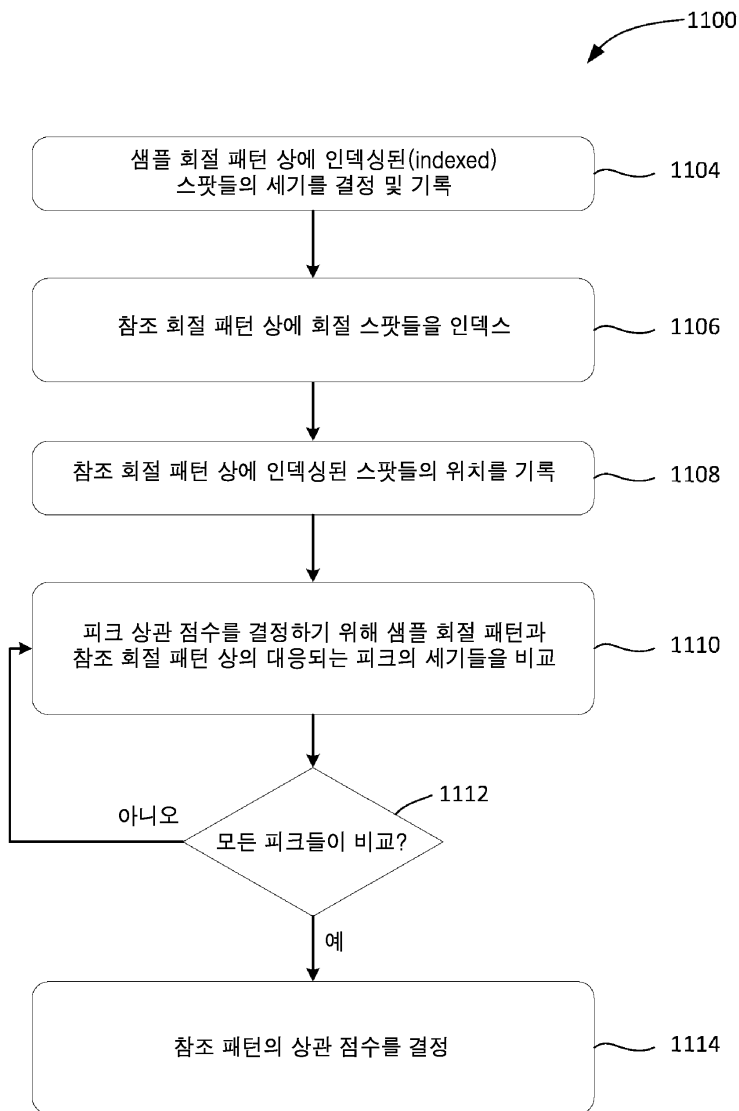 1100
샘플 회절 패턴 상에 인덱싱된(indexed)
스팟들의 세기를 결정 및 기록
1104
참조 회절 패턴 상에 회절 스팟들을 인덱스
1106
참조 회절 패턴 상에 인덱싱된 스팟들의 위치를 기록
1108
피크 상관 점수를 결정하기 위해 샘플 회절 패턴과
참조 회절 패턴 상의 대응되는 피크의 세기들을 비교
1110
1112
아니오
모든 피크들이 비교?
예
참조 패턴의 상관 점수를 결정
1114